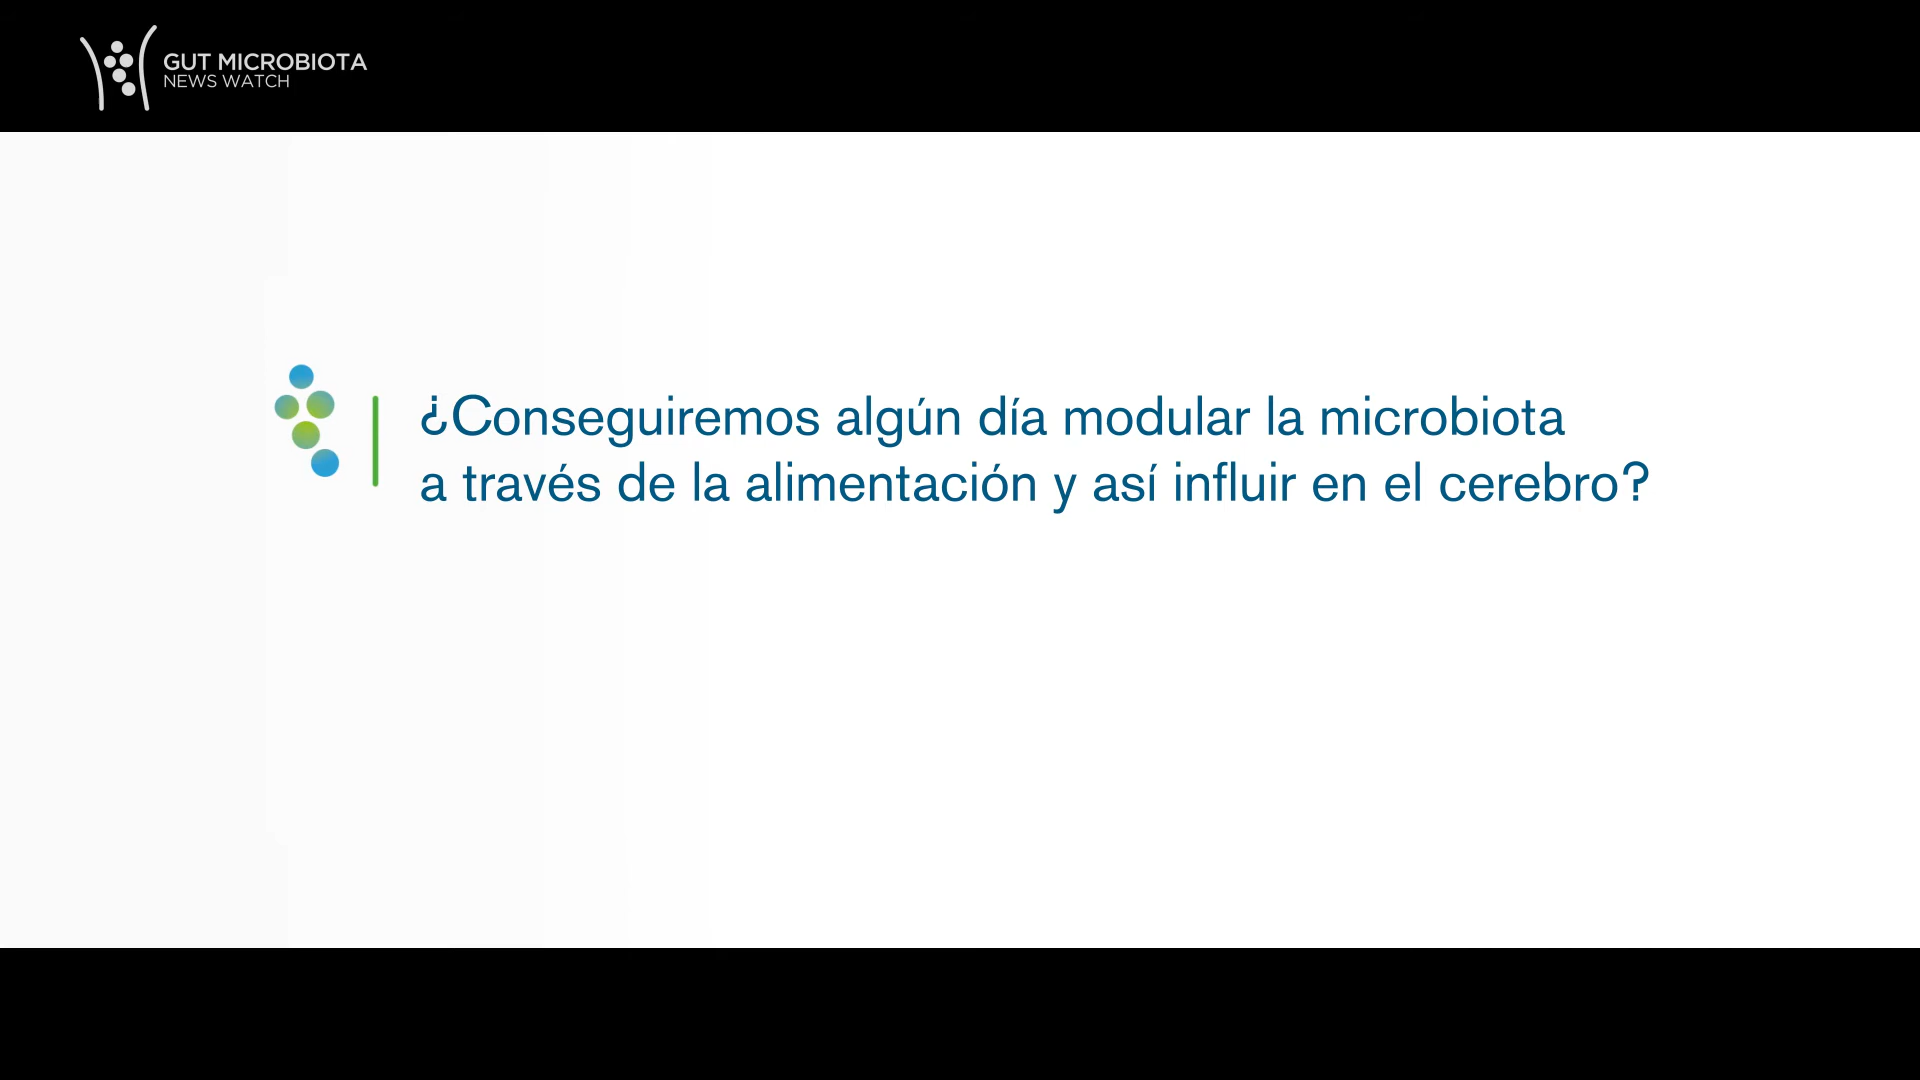 GUT MICROBIOTA
NEWS WATCH
¿Conseguiremos algún día modular la microbiota
a través de la alimentación y así influir en el cerebro?